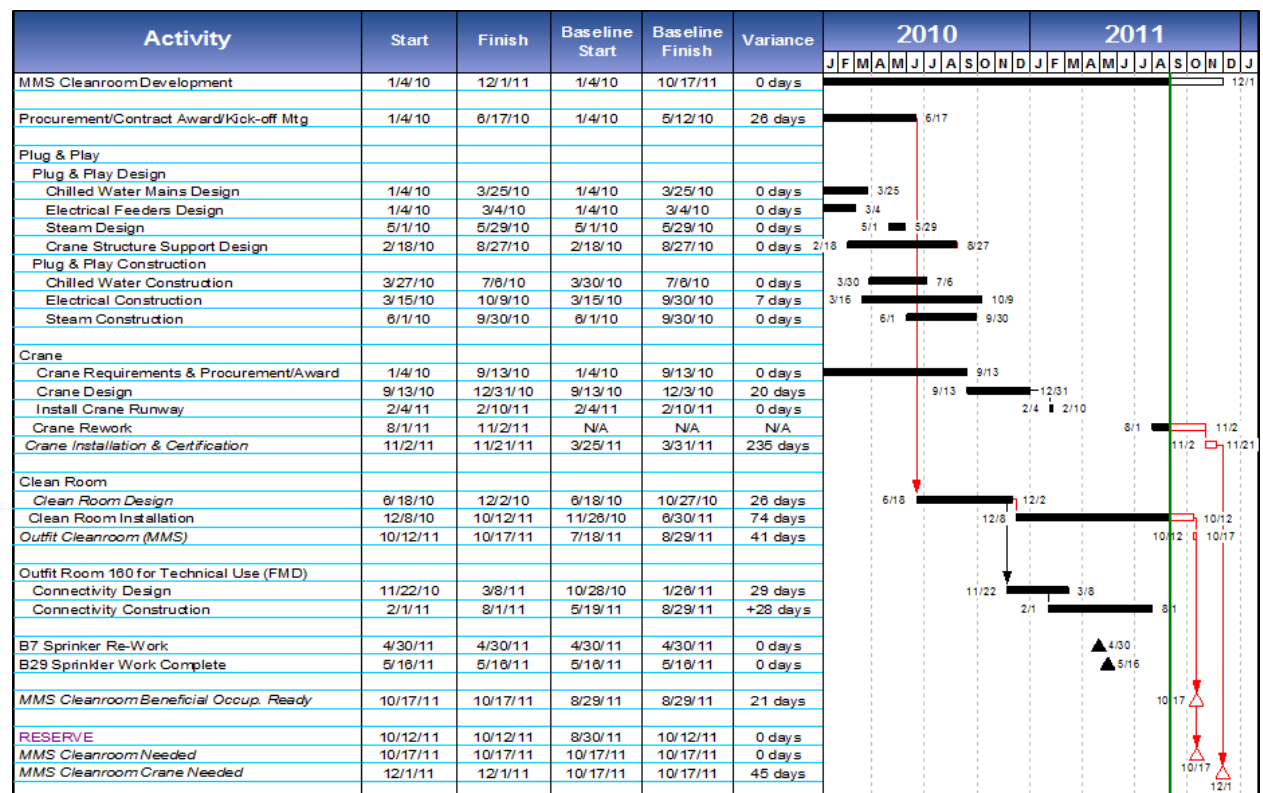 Activity Start Finish Baseline Start Baseline Finish Variance 2010 2011
J F M A M J J A S O N D J F M A M J J A S O N D J
MMS Cleanroom Development 1/4/10 12/1/11 1/4/10 10/17/11 0 days 12/1
Procurement/Contract Award/Kick-off Mtg 1/4/10 6/17/10 1/4/10 5/12/10 26 days 6/17
Plug & Play
Plug & Play Design
Chilled Water Mains Design 1/4/10 3/25/10 1/4/10 3/25/10 0 days 3/25
Electrical Feeders Design 1/4/10 3/4/10 1/4/10 3/4/10 0 days 3/4
Steam Design 5/1/10 5/29/10 5/1/10 5/29/10 0 days 5/1 5/29
Crane Structure Support Design 2/18/10 8/27/10 2/18/10 8/27/10 0 days 2/18 8/27
Plug & Play Construction
Chilled Water Construction 3/27/10 7/6/10 3/30/10 7/6/10 0 days 3/30 7/6
Electrical Construction 3/15/10 10/9/10 3/15/10 9/30/10 7 days 3/16 10/9
Steam Construction 6/1/10 9/30/10 6/1/10 9/30/10 0 days 6/1 9/30
Crane
Crane Requirements & Procurement/Award 1/4/10 9/13/10 1/4/10 9/13/10 0 days 9/13
Crane Design 9/13/10 12/31/10 9/13/10 12/3/10 20 days 9/13 12/31
Install Crane Runway 2/4/11 2/10/11 2/4/11 2/10/11 0 days 2/4 2/10
Crane Rework 8/1/11 11/2/11 N/A N/A N/A 8/1 11/2
Crane Installation & Certification 11/2/11 11/21/11 3/25/11 3/31/11 235 days 11/2 11/21
Clean Room
Clean Room Design 6/18/10 12/2/10 6/18/10 10/27/10 26 days 6/18 12/2
Clean Room Installation 12/8/10 10/12/11 11/26/10 6/30/11 74 days 12/8 10/12
Outfit Cleanroom (MMS) 10/12/11 10/17/11 7/18/11 8/29/11 41 days 10/12 10/17
Outfit Room 160 for Technical Use (FMD)
Connectivity Design 11/22/10 3/8/11 10/28/10 1/26/11 29 days 11/22 3/8
Connectivity Construction 2/1/11 8/1/11 5/19/11 8/29/11 +28 days 2/1 8/1
B7 Sprinker Re-Work 4/30/11 4/30/11 4/30/11 4/30/11 0 days 4/30
B29 Sprinkler Work Complete 5/16/11 5/16/11 5/16/11 5/16/11 0 days 5/16
MMS Cleanroom Beneficial Occup. Ready 10/17/11 10/17/11 8/29/11 8/29/11 21 days 10/17
RESERVE 10/12/11 10/12/11 8/30/11 10/12/11 0 days
MMS Cleanroom Needed 10/17/11 10/17/11 10/17/11 10/17/11 0 days 10/17
MMS Cleanroom Crane Needed 12/1/11 12/1/11 10/17/11 10/17/11 45 days 12/1